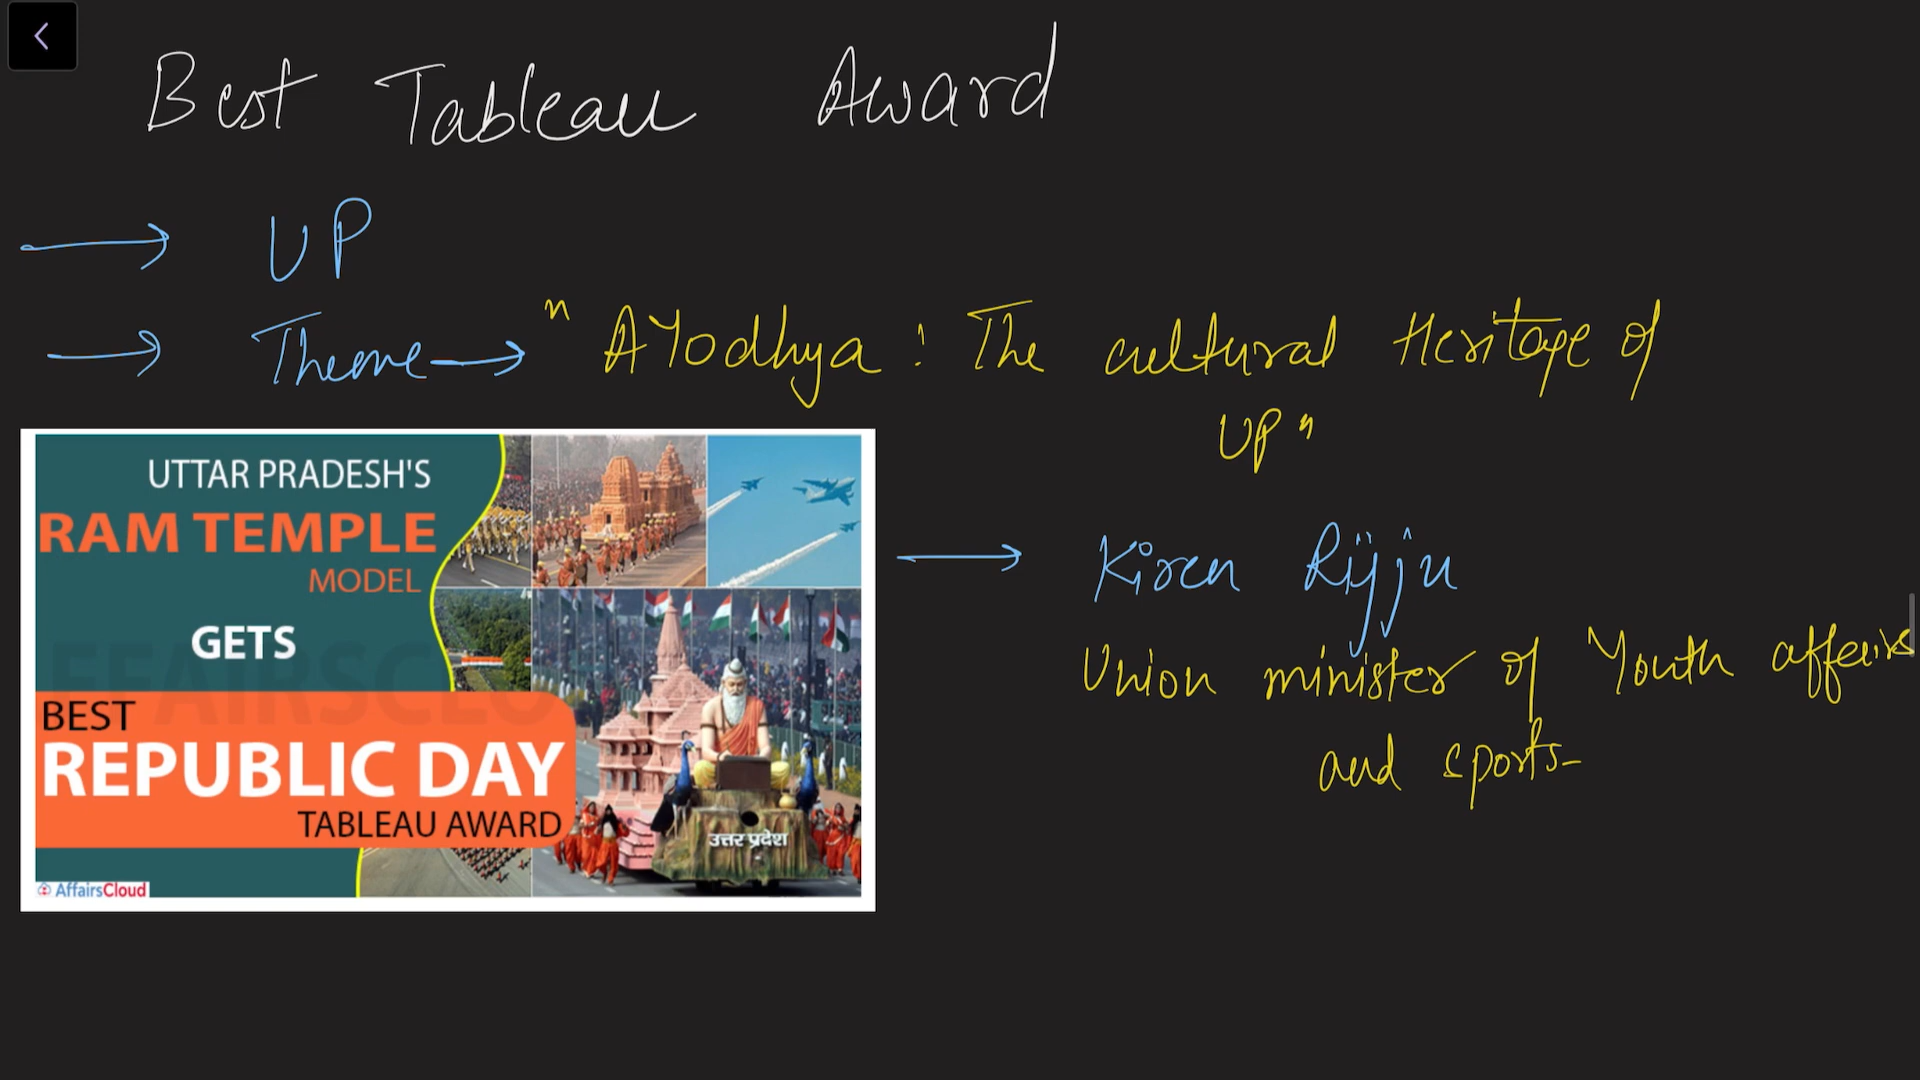 Best Tableau Award
→ UP
→ Theme → " AYodhya : The cultural Heritage of
UP "
UTTAR PRADESH'S
RAM TEMPLE
MODEL
GETS
BEST
REPUBLIC DAY
TABLEAU AWARD
उत्तर प्रदेश
AffairsCloud
→ Kiren Rijju
Union minister of Youth affairs
and sports-